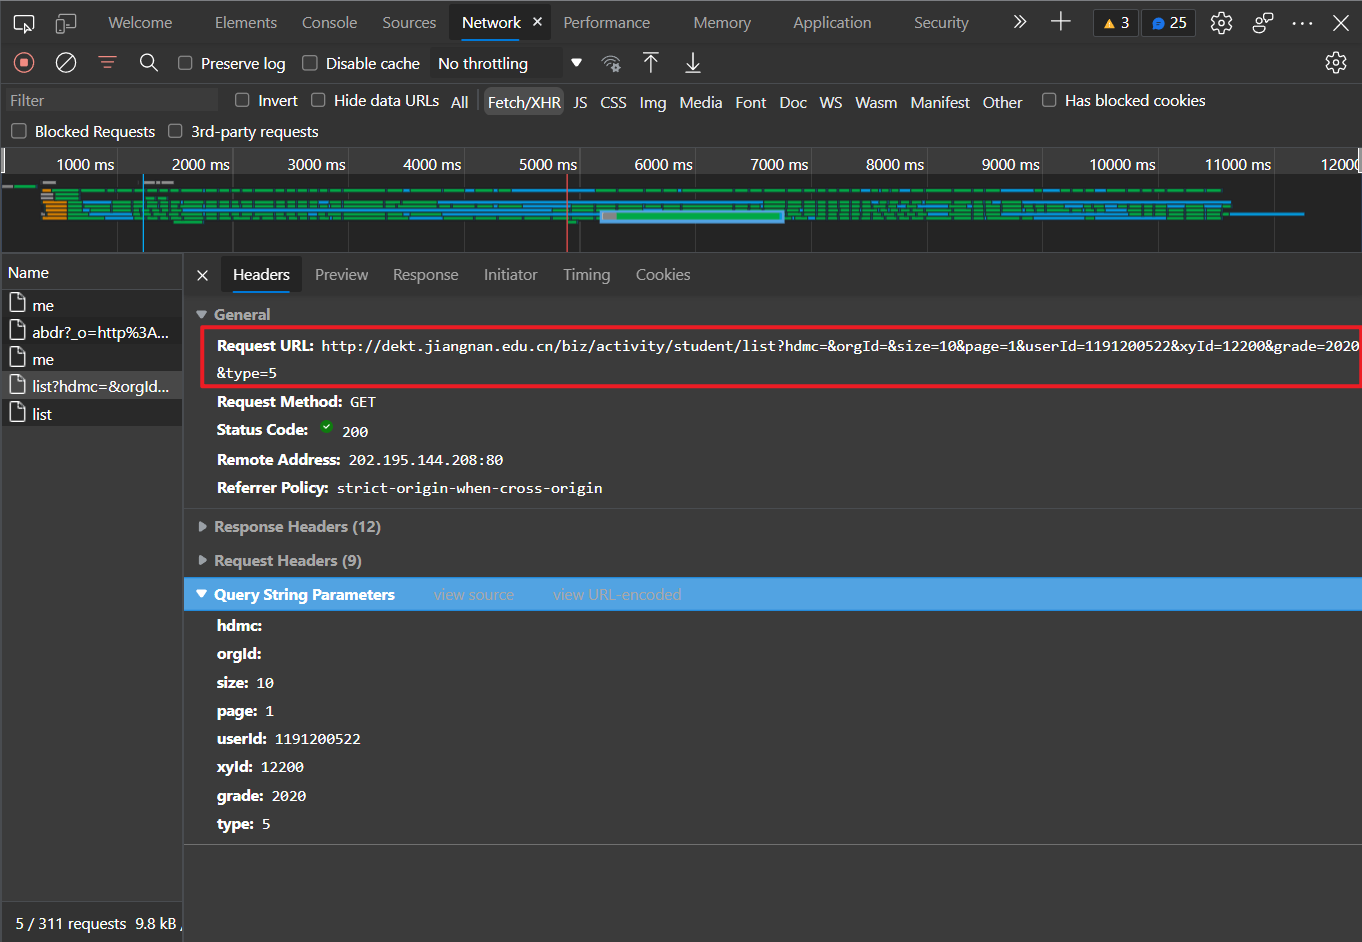 Welcome Elements Console Sources Network Performance Memory Application Security 3 25
Preserve log Disable cache No throttling
Filter Invert Hide data URLs All Fetch/XHR JS CSS Img Media Font Doc WS Wasm Manifest Other Has blocked cookies
Blocked Requests 3rd-party requests
1000 ms 2000 ms 3000 ms 4000 ms 5000 ms 6000 ms 7000 ms 8000 ms 9000 ms 10000 ms 11000 ms 12000
Name
me
abdr?_o=http%3A...
me
list?hdmc=&orgId...
list
5 / 311 requests 9.8 kB
Headers Preview Response Initiator Timing Cookies
General
Request URL: http://dekt.jiangnan.edu.cn/biz/activity/student/list?hdmc=&orgId=&size=10&page=1&userId=1191200522&xyId=12200&grade=2020
&type=5
Request Method: GET
Status Code: 200
Remote Address: 202.195.144.208:80
Referrer Policy: strict-origin-when-cross-origin
Response Headers (12)
Request Headers (9)
Query String Parameters view source view URL-encoded
hdmc:
orgId:
size: 10
page: 1
userId: 1191200522
xyId: 12200
grade: 2020
type: 5